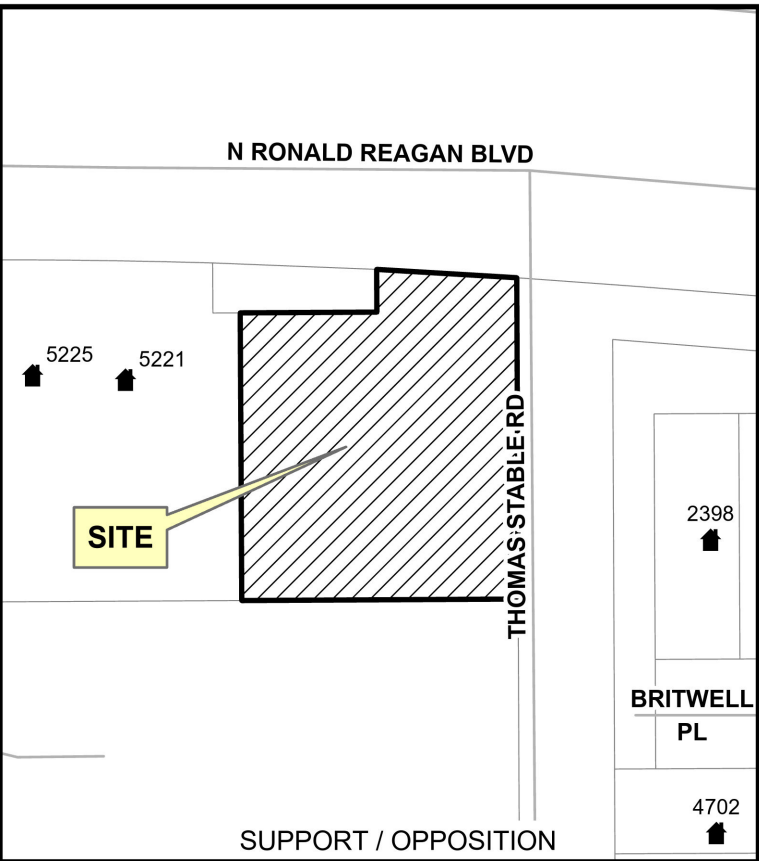 N RONALD REAGAN BLVD
5225
5221
THOMAS STABLE RD
SITE
2398
BRITWELL
PL
4702
SUPPORT / OPPOSITION